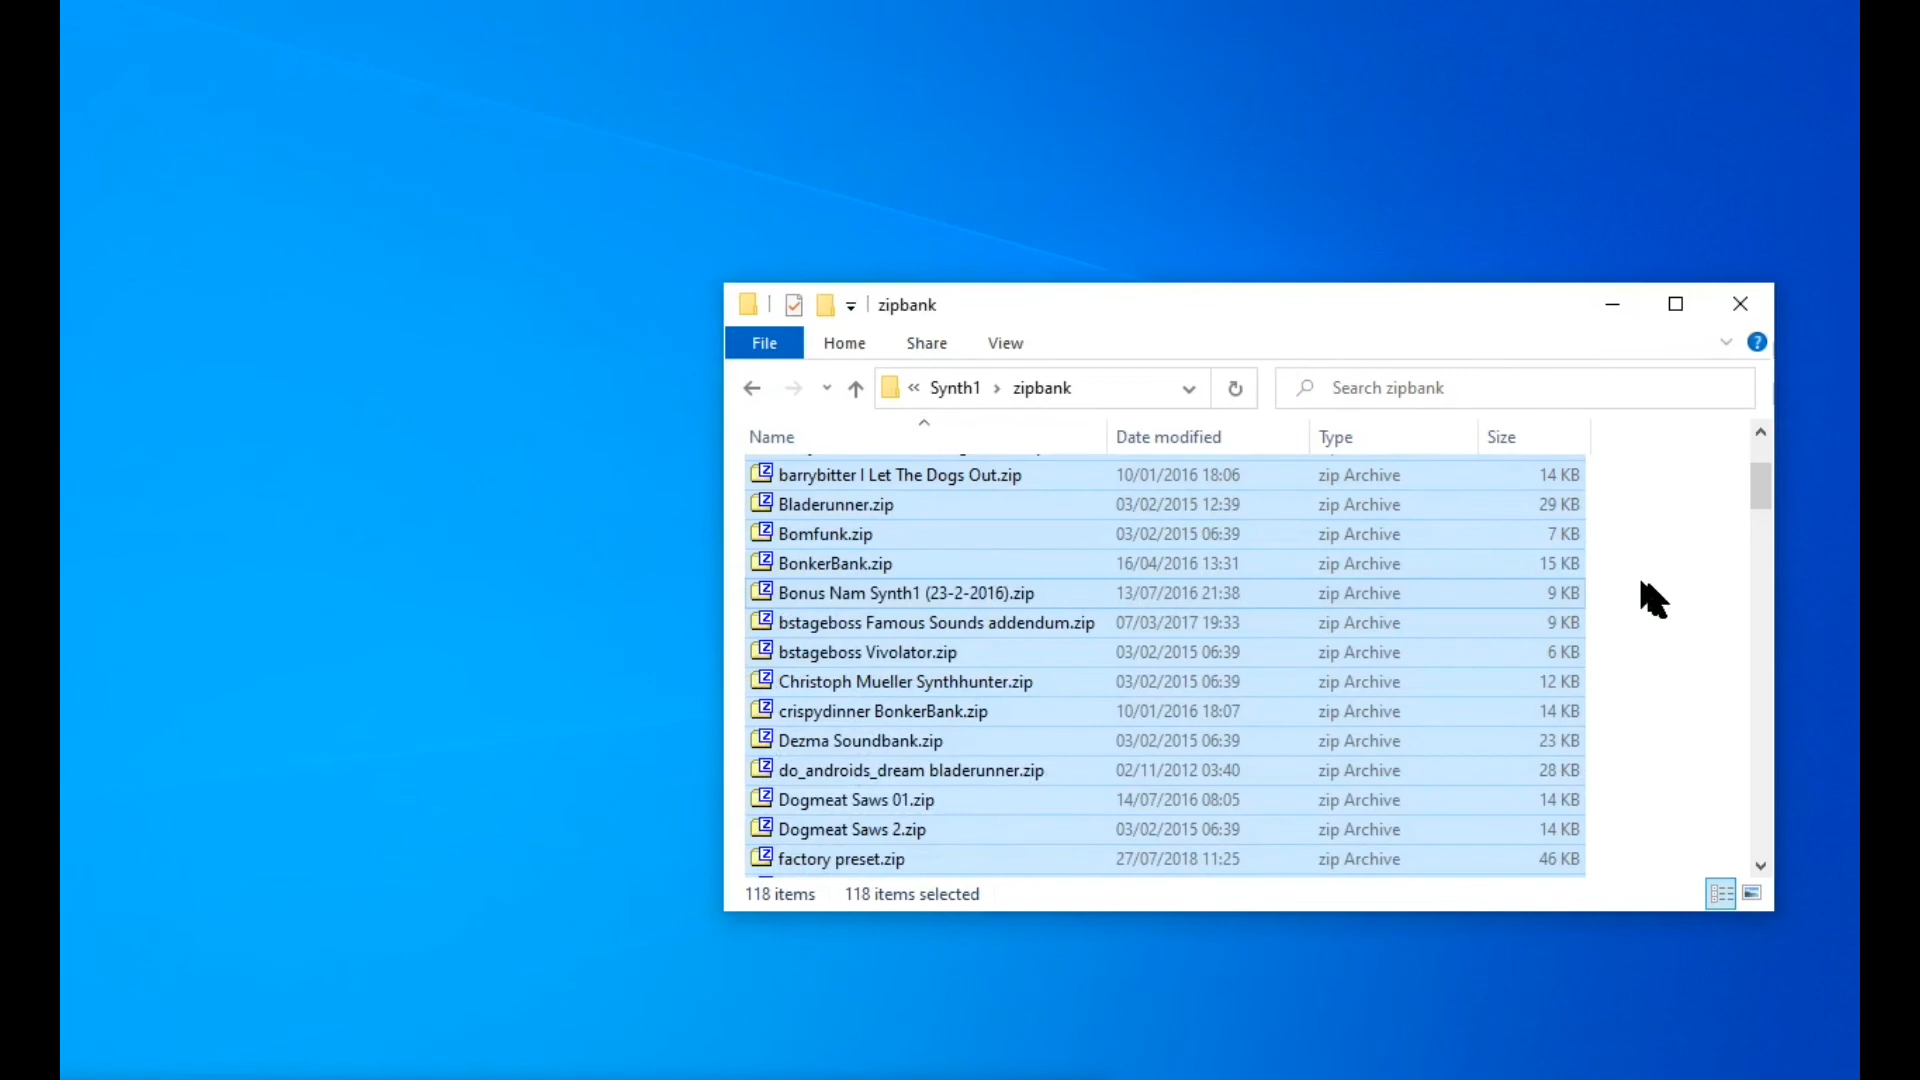 zipbank
File Home Share View
« Synth1 › zipbank Search zipbank
Name Date modified Type Size
barrybitter I Let The Dogs Out.zip 10/01/2016 18:06 zip Archive 14 KB
Bladerunner.zip 03/02/2015 12:39 zip Archive 29 KB
Bomfunk.zip 03/02/2015 06:39 zip Archive 7 KB
BonkerBank.zip 16/04/2016 13:31 zip Archive 15 KB
Bonus Nam Synth1 (23-2-2016).zip 13/07/2016 21:38 zip Archive 9 KB
bstageboss Famous Sounds addendum.zip 07/03/2017 19:33 zip Archive 9 KB
bstageboss Vivolator.zip 03/02/2015 06:39 zip Archive 6 KB
Christoph Mueller Synthhunter.zip 03/02/2015 06:39 zip Archive 12 KB
crispydinner BonkerBank.zip 10/01/2016 18:07 zip Archive 14 KB
Dezma Soundbank.zip 03/02/2015 06:39 zip Archive 23 KB
do_androids_dream bladerunner.zip 02/11/2012 03:40 zip Archive 28 KB
Dogmeat Saws 01.zip 14/07/2016 08:05 zip Archive 14 KB
Dogmeat Saws 2.zip 03/02/2015 06:39 zip Archive 14 KB
factory preset.zip 27/07/2018 11:25 zip Archive 46 KB
118 items 118 items selected